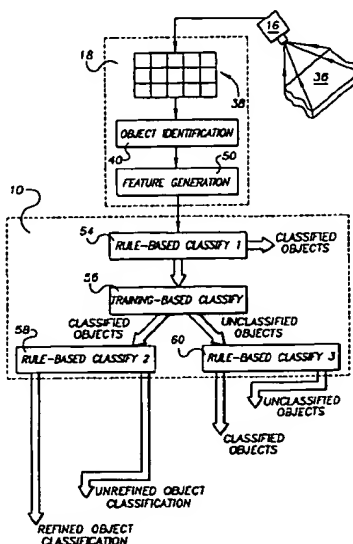 16
36
18
38
OBJECT IDENTIFICATION
40
50
FEATURE GENERATION
10
54
RULE-BASED CLASSIFY 1
CLASSIFIED
OBJECTS
56
TRAINING-BASED CLASSIFY
CLASSIFIED
OBJECTS
UNCLASSIFIED
OBJECTS
58
RULE-BASED CLASSIFY 2
60
RULE-BASED CLASSIFY 3
UNCLASSIFIED
OBJECTS
CLASSIFIED
OBJECTS
UNREFINED OBJECT
CLASSIFICATION
REFINED OBJECT
CLASSIFICATION